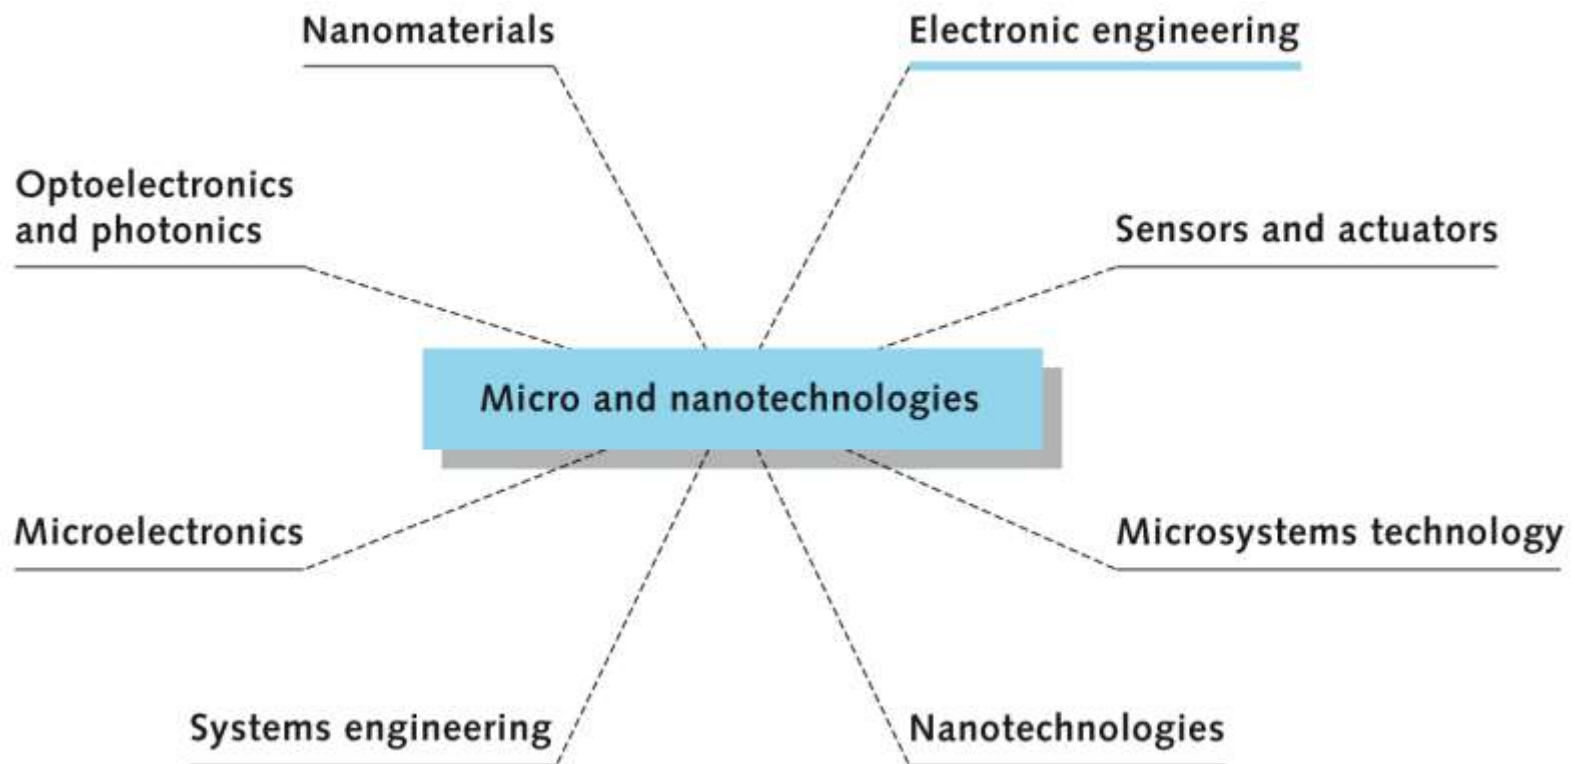 Nanomaterials
Electronic engineering
Optoelectronics
and photonics
Sensors and actuators
Micro and nanotechnologies
Microelectronics
Microsystems technology
Systems engineering
Nanotechnologies